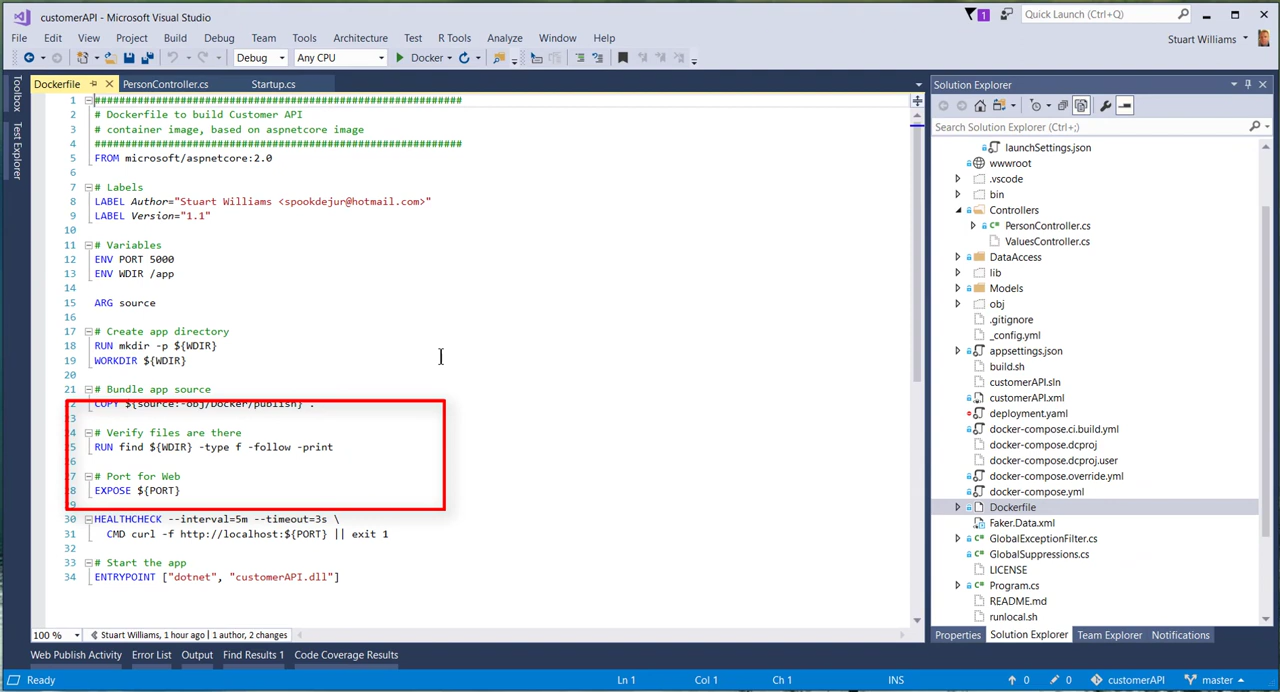 customerAPI - Microsoft Visual Studio
1
Quick Launch (Ctrl+Q)
File Edit View Project Build Debug Team Tools Architecture Test R Tools Analyze Window Help
Stuart Williams
Debug Any CPU Docker
Toolbox
Test Explorer
Dockerfile PersonController.cs Startup.cs
1 ############################################################
2 # Dockerfile to build Customer API
3 # container image, based on aspnetcore image
4 ############################################################
5 FROM microsoft/aspnetcore:2.0
6
7 # Labels
8 LABEL Author="Stuart Williams <spookdejur@hotmail.com>"
9 LABEL Version="1.1"
10
11 # Variables
12 ENV PORT 5000
13 ENV WDIR /app
14
15 ARG source
16
17 # Create app directory
18 RUN mkdir -p ${WDIR}
19 WORKDIR ${WDIR}
20
21 # Bundle app source
22 COPY ${source:-obj/Docker/publish} .
23
24 # Verify files are there
25 RUN find ${WDIR} -type f -follow -print
26
27 # Port for Web
28 EXPOSE ${PORT}
29
30 HEALTHCHECK --interval=5m --timeout=3s \
31 CMD curl -f http://localhost:${PORT} || exit 1
32
33 # Start the app
34 ENTRYPOINT ["dotnet", "customerAPI.dll"]
100 % Stuart Williams, 1 hour ago | 1 author, 2 changes
Solution Explorer
Search Solution Explorer (Ctrl+;)
launchSettings.json
wwwroot
.vscode
bin
Controllers
PersonController.cs
ValuesController.cs
DataAccess
lib
Models
obj
.gitignore
_config.yml
appsettings.json
build.sh
customerAPI.sln
customerAPI.xml
deployment.yaml
docker-compose.ci.build.yml
docker-compose.dcproj
docker-compose.dcproj.user
docker-compose.override.yml
docker-compose.yml
Dockerfile
Faker.Data.xml
GlobalExceptionFilter.cs
GlobalSuppressions.cs
LICENSE
Program.cs
README.md
runlocal.sh
Properties Solution Explorer Team Explorer Notifications
Web Publish Activity Error List Output Find Results 1 Code Coverage Results
Ready Ln 1 Col 1 Ch 1 INS 0 0 customerAPI master